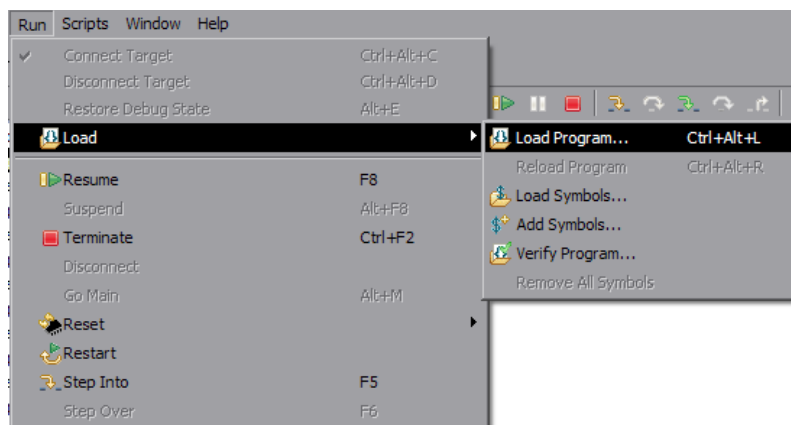 Run Scripts Window Help
Connect Target Ctrl+Alt+C
Disconnect Target Ctrl+Alt+D
Restore Debug State Alt+E
Load
Load Program... Ctrl+Alt+L
Reload Program Ctrl+Alt+R
Load Symbols...
Add Symbols...
Verify Program...
Remove All Symbols
Resume F8
Suspend Alt+F8
Terminate Ctrl+F2
Disconnect
Go Main Alt+M
Reset
Restart
Step Into F5
Step Over F6